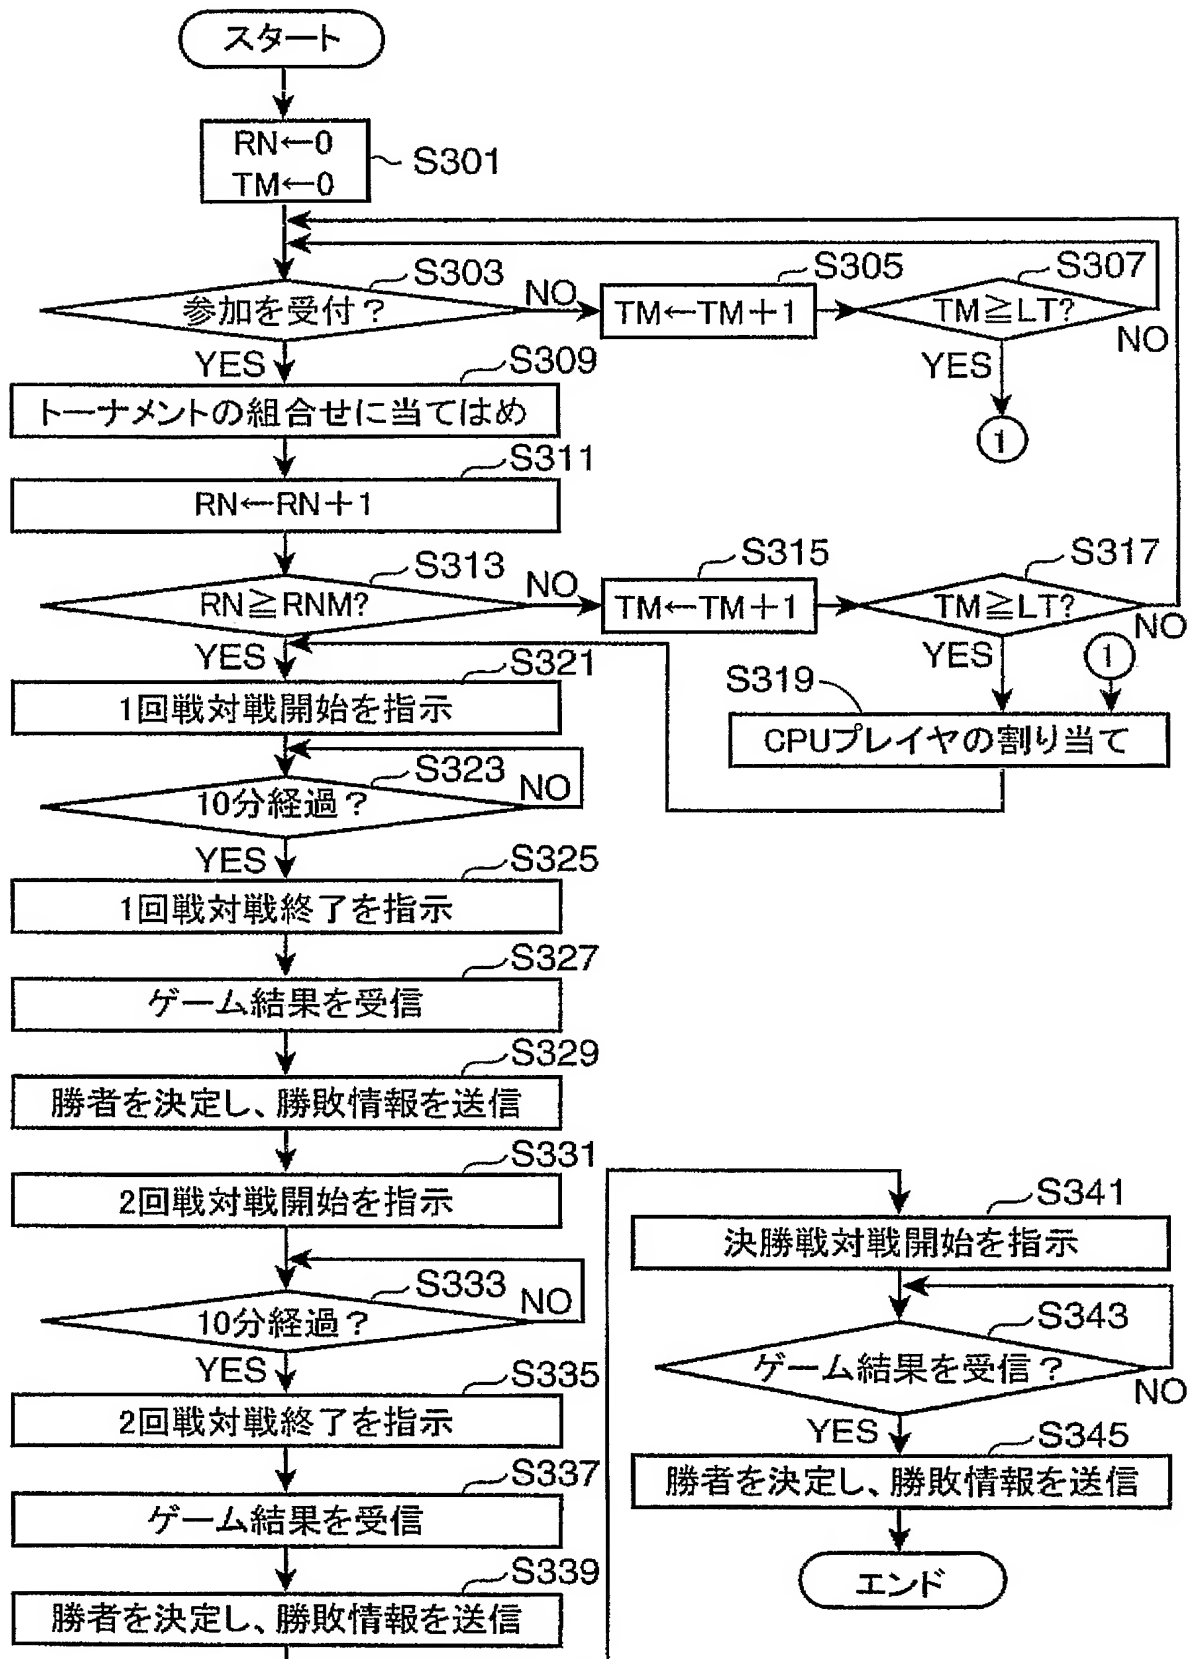 スタート
RN←0
TM←0
S301
S303
参加を受付？
NO
S305
TM←TM＋1
S307
TM≧LT?
NO
YES
1
YES
S309
トーナメントの組合せに当てはめ
S311
RN←RN＋1
S313
RN≧RNM?
NO
S315
TM←TM＋1
S317
TM≧LT?
NO
YES
1
S319
CPUプレイヤの割り当て
YES
S321
1回戦対戦開始を指示
S323
10分経過？
NO
YES
S325
1回戦対戦終了を指示
S327
ゲーム結果を受信
S329
勝者を決定し、勝敗情報を送信
S331
2回戦対戦開始を指示
S333
10分経過？
NO
YES
S335
2回戦対戦終了を指示
S337
ゲーム結果を受信
S339
勝者を決定し、勝敗情報を送信
S341
決勝戦対戦開始を指示
S343
ゲーム結果を受信？
NO
YES
S345
勝者を決定し、勝敗情報を送信
エンド